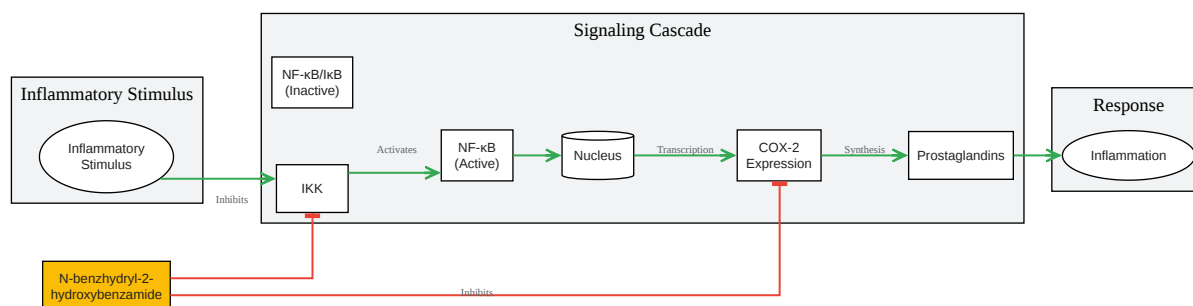 Signaling Cascade
NF-κB/IκB
(Inactive)
Inflammatory Stimulus
Inflammatory
Stimulus
Inhibits
IKK
Activates
NF-κB
(Active)
Nucleus
Transcription
COX-2
Expression
Synthesis
Prostaglandins
Response
Inflammation
N-benzhydryl-2-
hydroxybenzamide
Inhibits